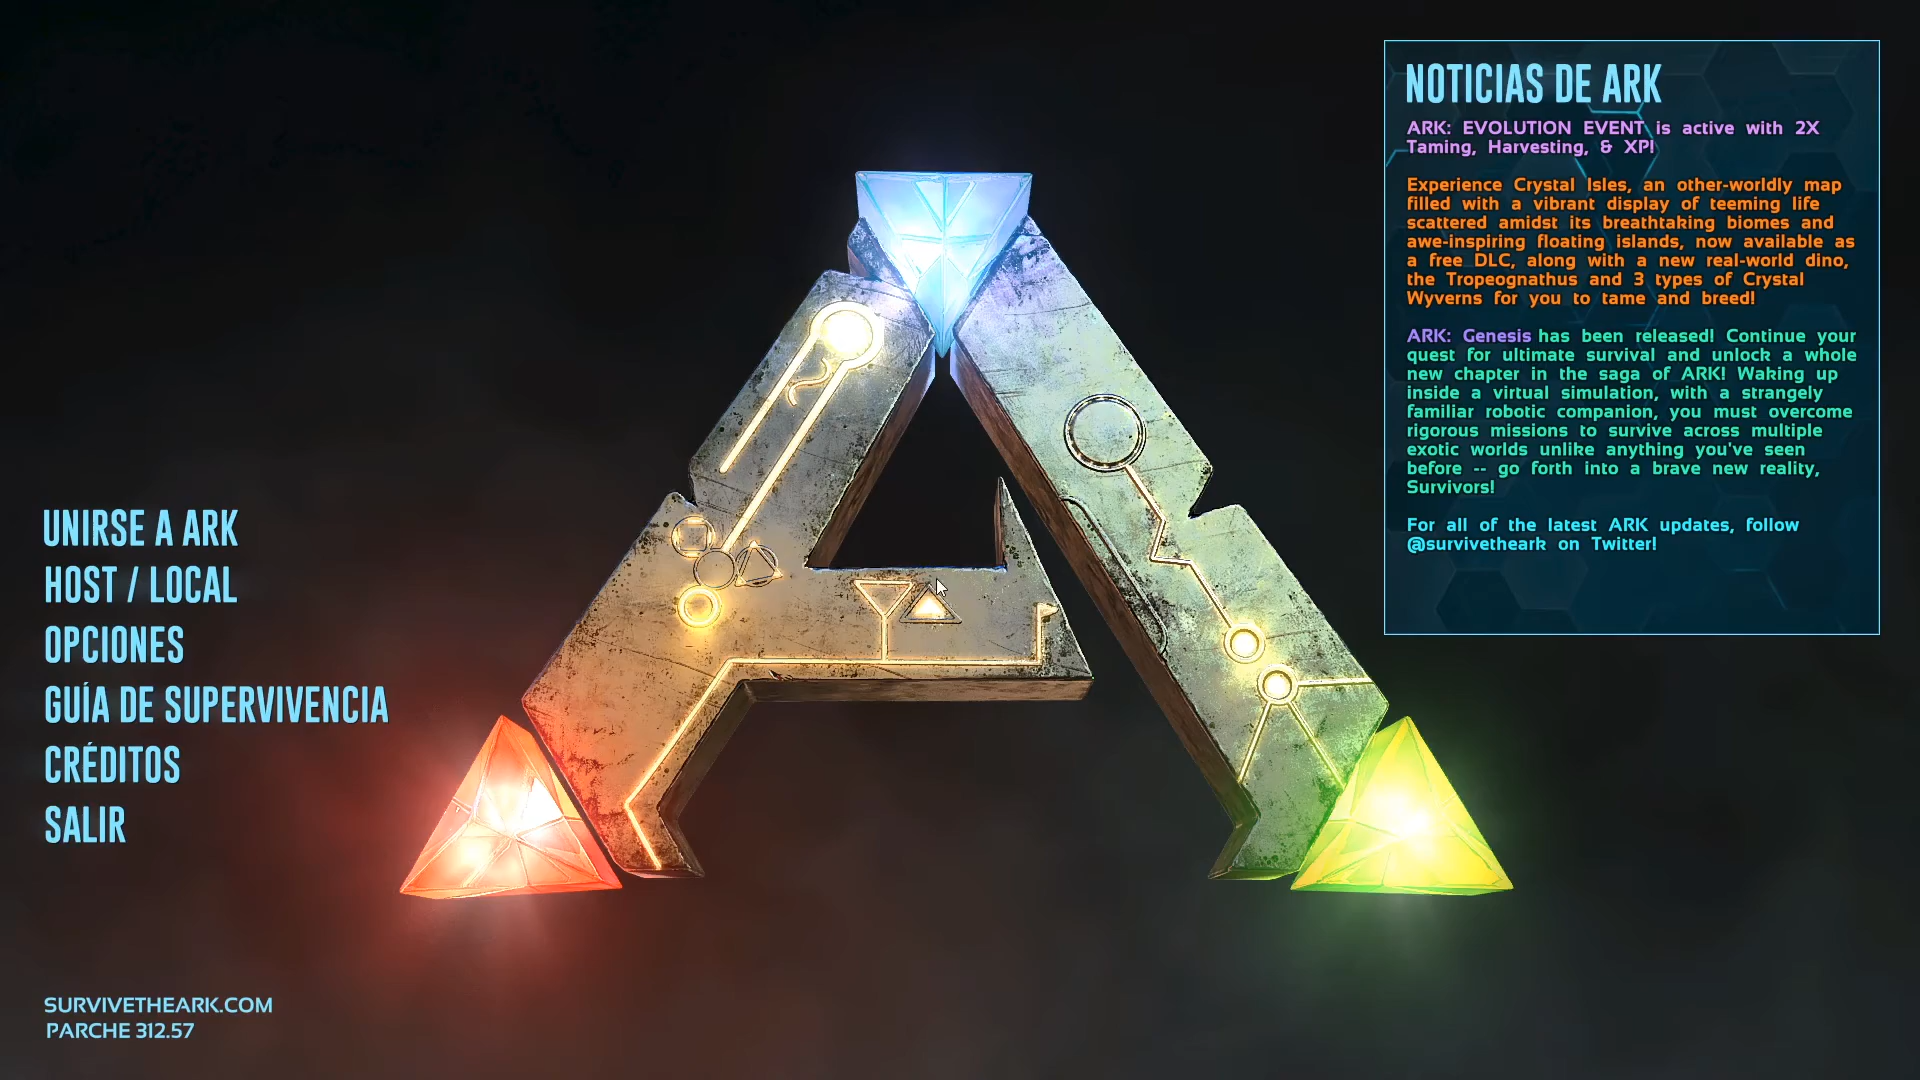 UNIRSE A ARK
HOST / LOCAL
OPCIONES
GUÍA DE SUPERVIVENCIA
CRÉDITOS
SALIR
SURVIVETHEARK.COM
PARCHE 312.57
NOTICIAS DE ARK
ARK: EVOLUTION EVENT is active with 2X
Taming, Harvesting, & XP!
Experience Crystal Isles, an other-worldly map
filled with a vibrant display of teeming life
scattered amidst its breathtaking biomes and
awe-inspiring floating islands, now available as
a free DLC, along with a new real-world dino,
the Tropeognathus and 3 types of Crystal
Wyverns for you to tame and breed!
ARK: Genesis has been released! Continue your
quest for ultimate survival and unlock a whole
new chapter in the saga of ARK! Waking up
inside a virtual simulation, with a strangely
familiar robotic companion, you must overcome
rigorous missions to survive across multiple
exotic worlds unlike anything you've seen
before -- go forth into a brave new reality,
Survivors!
For all of the latest ARK updates, follow
@survivetheark on Twitter!